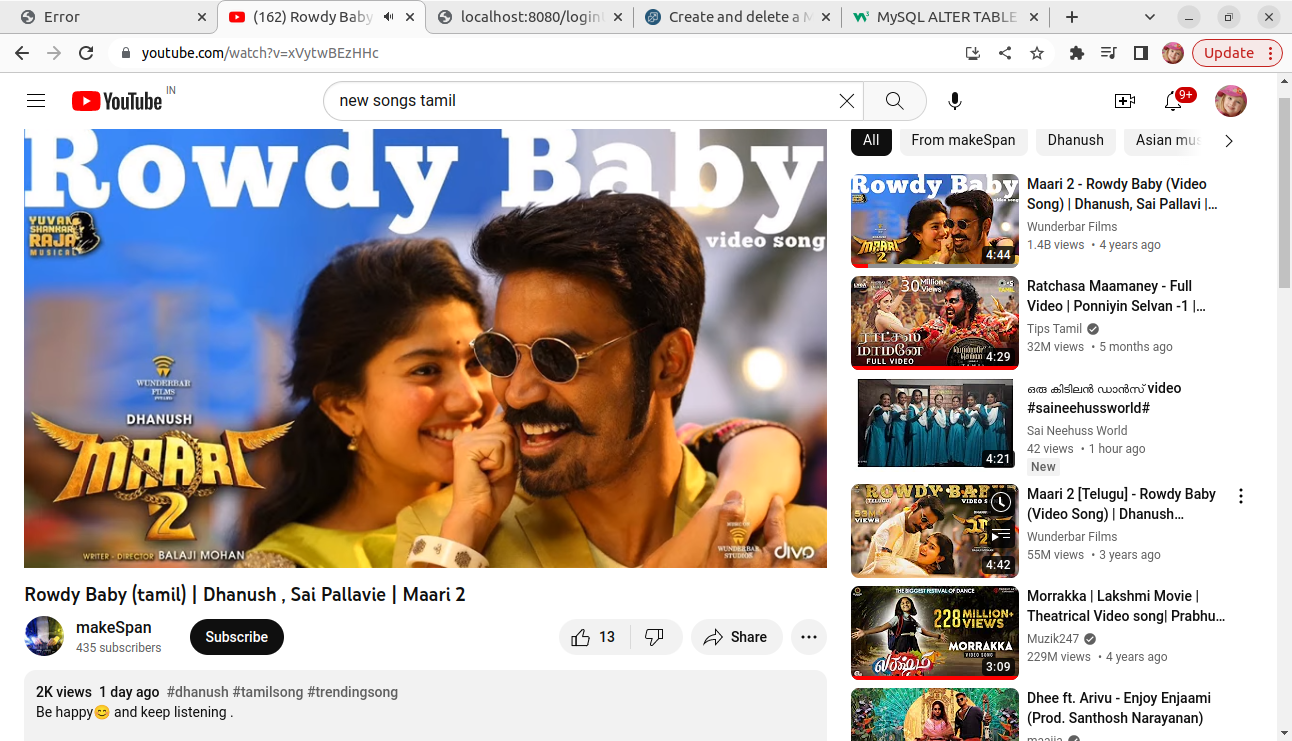 Error
(162) Rowdy Baby
localhost:8080/login
Create and delete a M
MySQL ALTER TABLE
youtube.com/watch?v=xVytwBEzHHc
Update
YouTube IN
new songs tamil
9+
Rowdy Baby
video song
YUVAN
SHANKAR
RAJA
MUSICAL
WUNDERBAR
FILMS
DHANUSH
MAARI
2
WRITER - DIRECTOR BALAJI MOHAN
WUNDERBAR
STUDIOS
divo
Rowdy Baby (tamil) | Dhanush , Sai Pallavie | Maari 2
makeSpan
435 subscribers
Subscribe
13
Share
2K views 1 day ago #dhanush #tamilsong #trendingsong
Be happy😊 and keep listening .
All
From makeSpan
Dhanush
Asian mus
Rowdy Baby
MAARI
2
4:44
Maari 2 - Rowdy Baby (Video
Song) | Dhanush, Sai Pallavi |...
Wunderbar Films
1.4B views • 4 years ago
30 Million+
Views
ராட்சஸ
மாமனே
FULL VIDEO
4:29
Ratchasa Maamaney - Full
Video | Ponniyin Selvan -1 |...
Tips Tamil
32M views • 5 months ago
4:21
ഒരു കിടിലൻ ഡാൻസ് video
#saineehussworld#
Sai Neehuss World
42 views • 1 hour ago
New
ROWDY BABY
4:42
Maari 2 [Telugu] - Rowdy Baby
(Video Song) | Dhanush...
Wunderbar Films
55M views • 3 years ago
THE BIGGEST FESTIVAL OF DANCE
228 MILLION+
VIEWS
MORRAKKA
VIDEO SONG
3:09
Morrakka | Lakshmi Movie |
Theatrical Video song| Prabhu...
Muzik247
229M views • 4 years ago
Dhee ft. Arivu - Enjoy Enjaami
(Prod. Santhosh Narayanan)